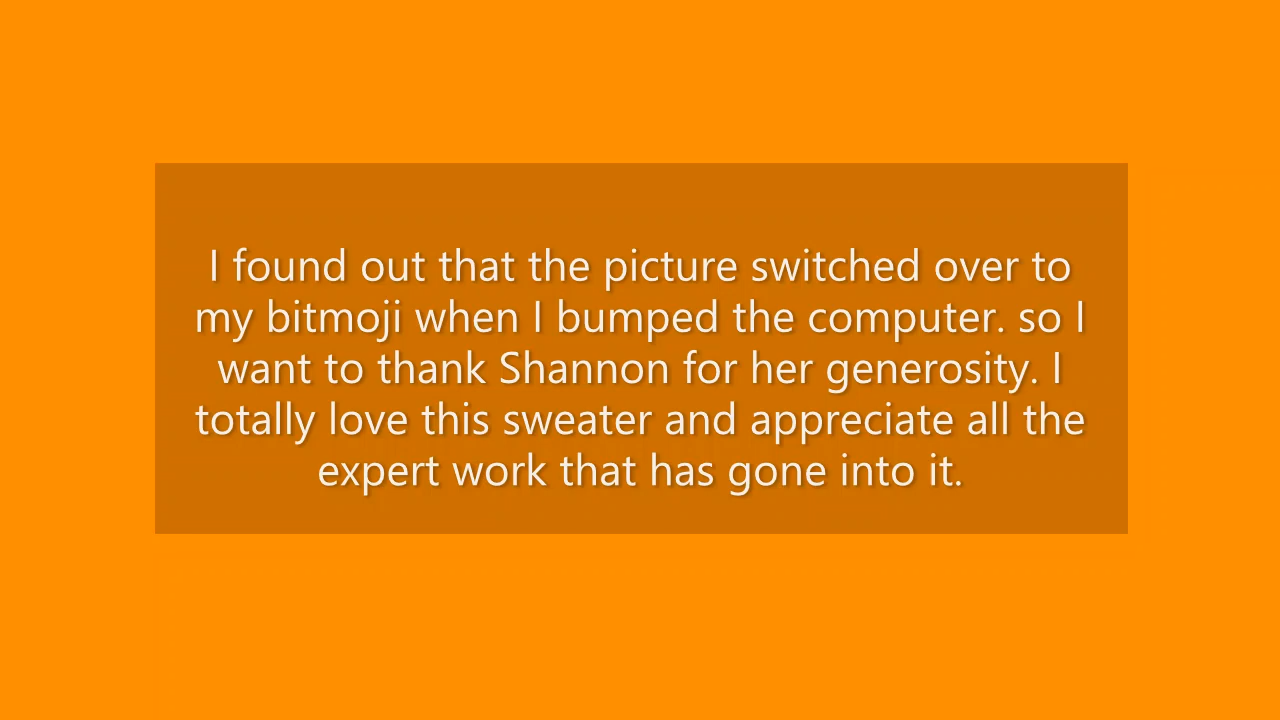 I found out that the picture switched over to
my bitmoji when I bumped the computer. so I
want to thank Shannon for her generosity. I
totally love this sweater and appreciate all the
expert work that has gone into it.